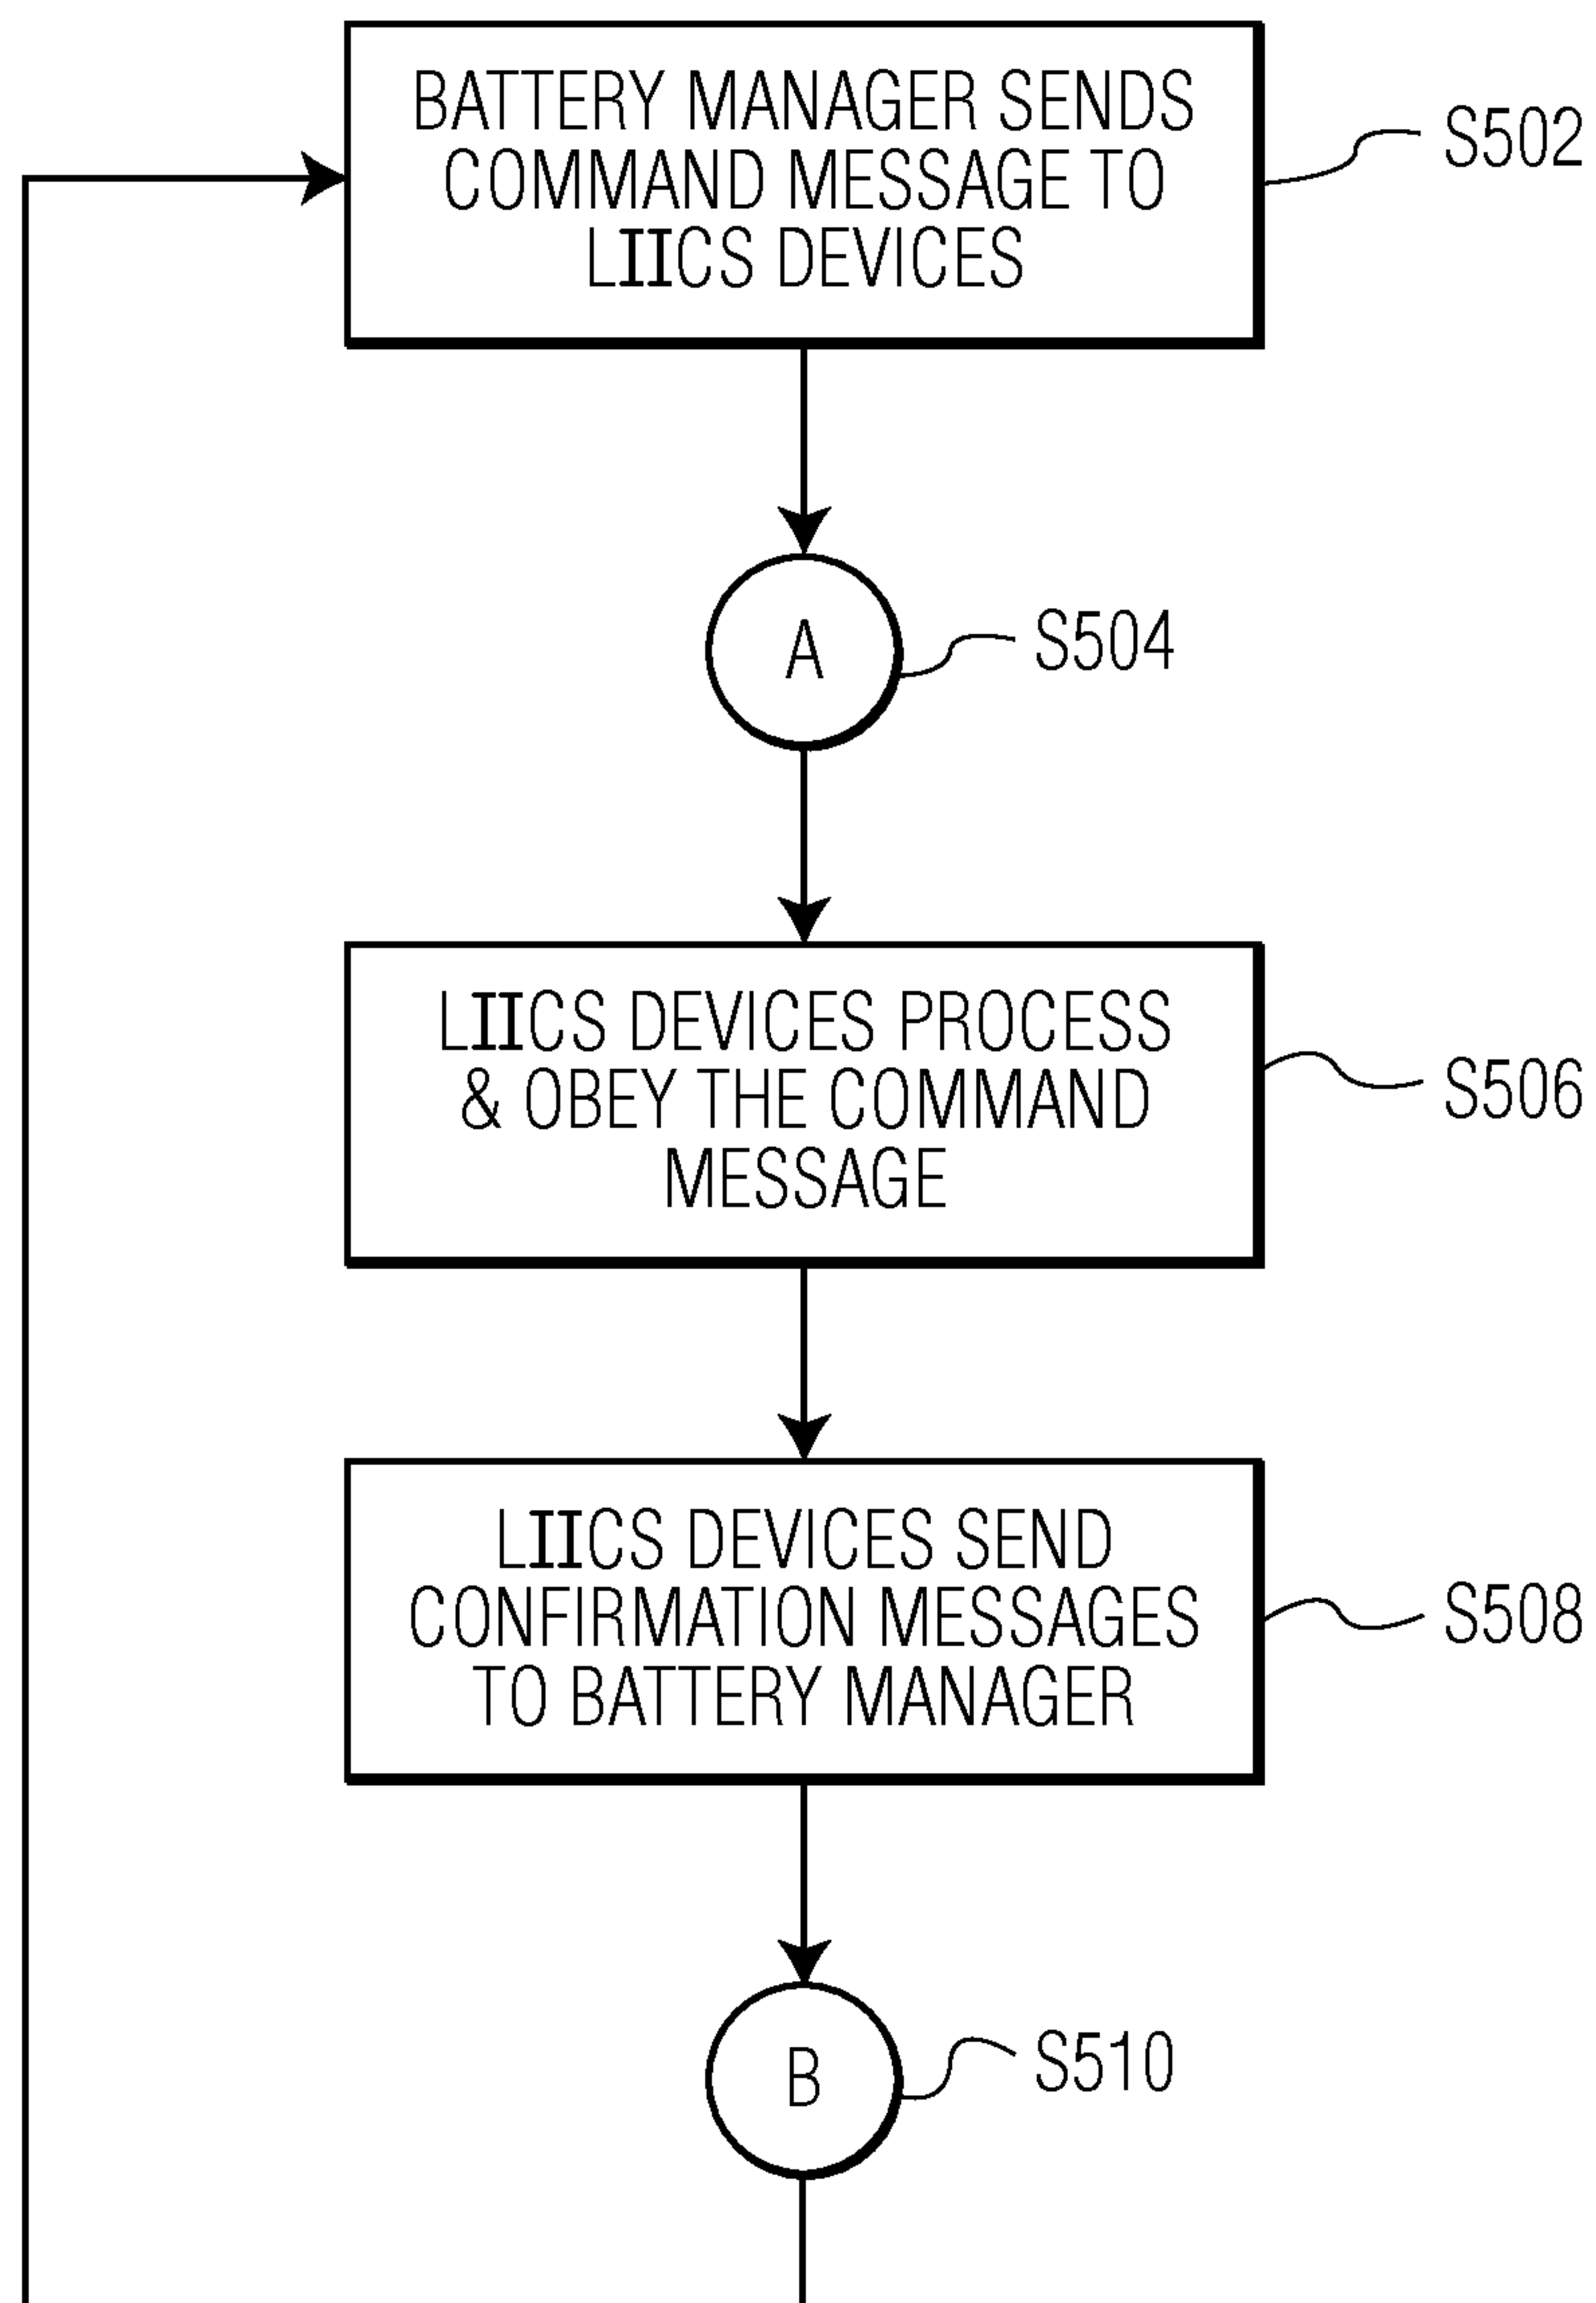 BATTERY MANAGER SENDS
COMMAND MESSAGE TO
LIICS DEVICES
S502
A
S504
LIICS DEVICES PROCESS
& OBEY THE COMMAND
MESSAGE
S506
LIICS DEVICES SEND
CONFIRMATION MESSAGES
TO BATTERY MANAGER
S508
B
S510